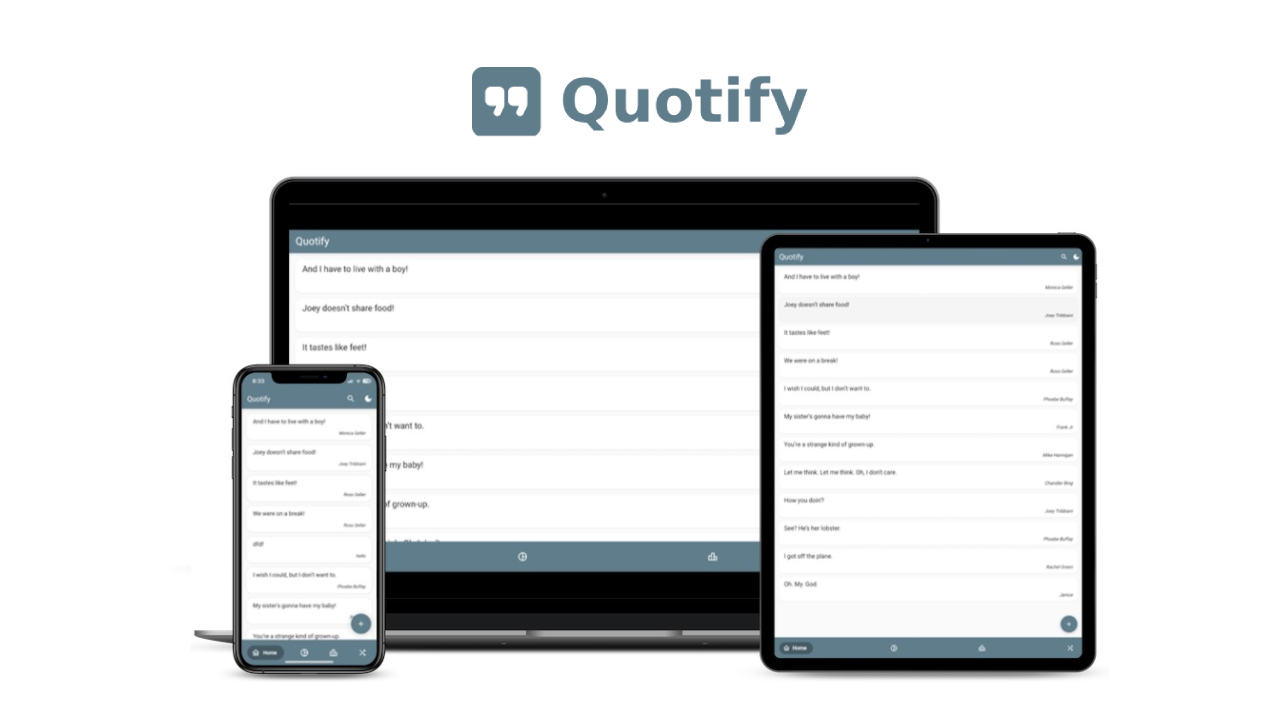 Quotify
Quotify
And I have to live with a boy!
Joey doesn't share food!
It tastes like feet!
't want to.
my baby!
of grown-up.
8:33
Quotify
And I have to live with a boy!
Monica Geller
Joey doesn't share food!
Joey Tribbiani
It tastes like feet!
Ross Geller
We were on a break!
Ross Geller
dfdf
hello
I wish I could, but I don't want to.
Phoebe Buffay
My sister's gonna have my baby!
You're a strange kind of grown-up.
Home
Quotify
And I have to live with a boy!
Monica Geller
Joey doesn't share food!
Joey Tribbiani
It tastes like feet!
Ross Geller
We were on a break!
Ross Geller
I wish I could, but I don't want to.
Phoebe Buffay
My sister's gonna have my baby!
Frank Jr
You're a strange kind of grown-up.
Mike Hannigan
Let me think. Let me think. Oh, I don't care.
Chandler Bing
How you doin'?
Joey Tribbiani
See? He's her lobster.
Phoebe Buffay
I got off the plane.
Rachel Green
Oh. My. God.
Janice
Home